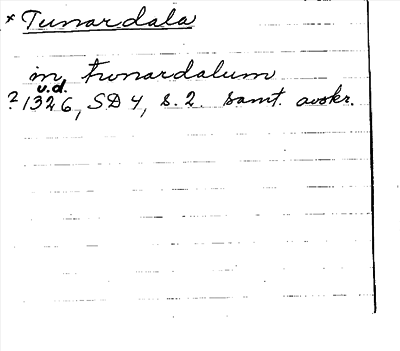 * Tunardala
in tunardalum
u.d.
? 1326, SD 4, s. 2. samt. avskr.